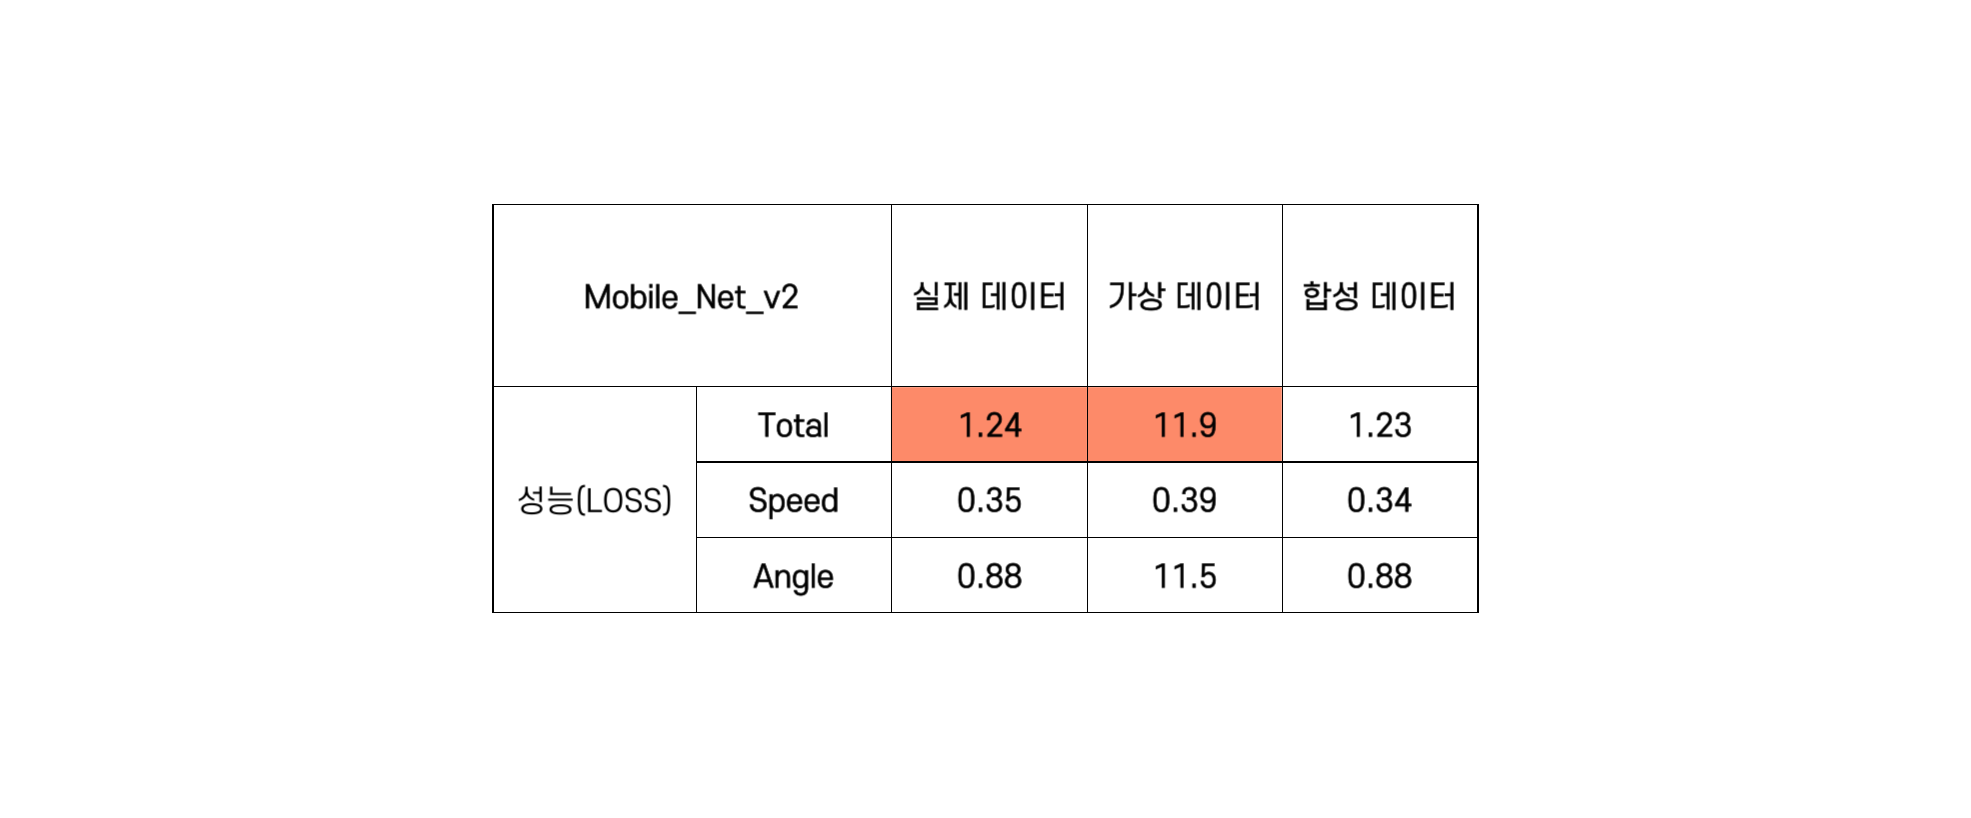 Mobile_Net_v2 실제 데이터 가상 데이터 합성 데이터
성능(LOSS) Total 1.24 11.9 1.23
Speed 0.35 0.39 0.34
Angle 0.88 11.5 0.88